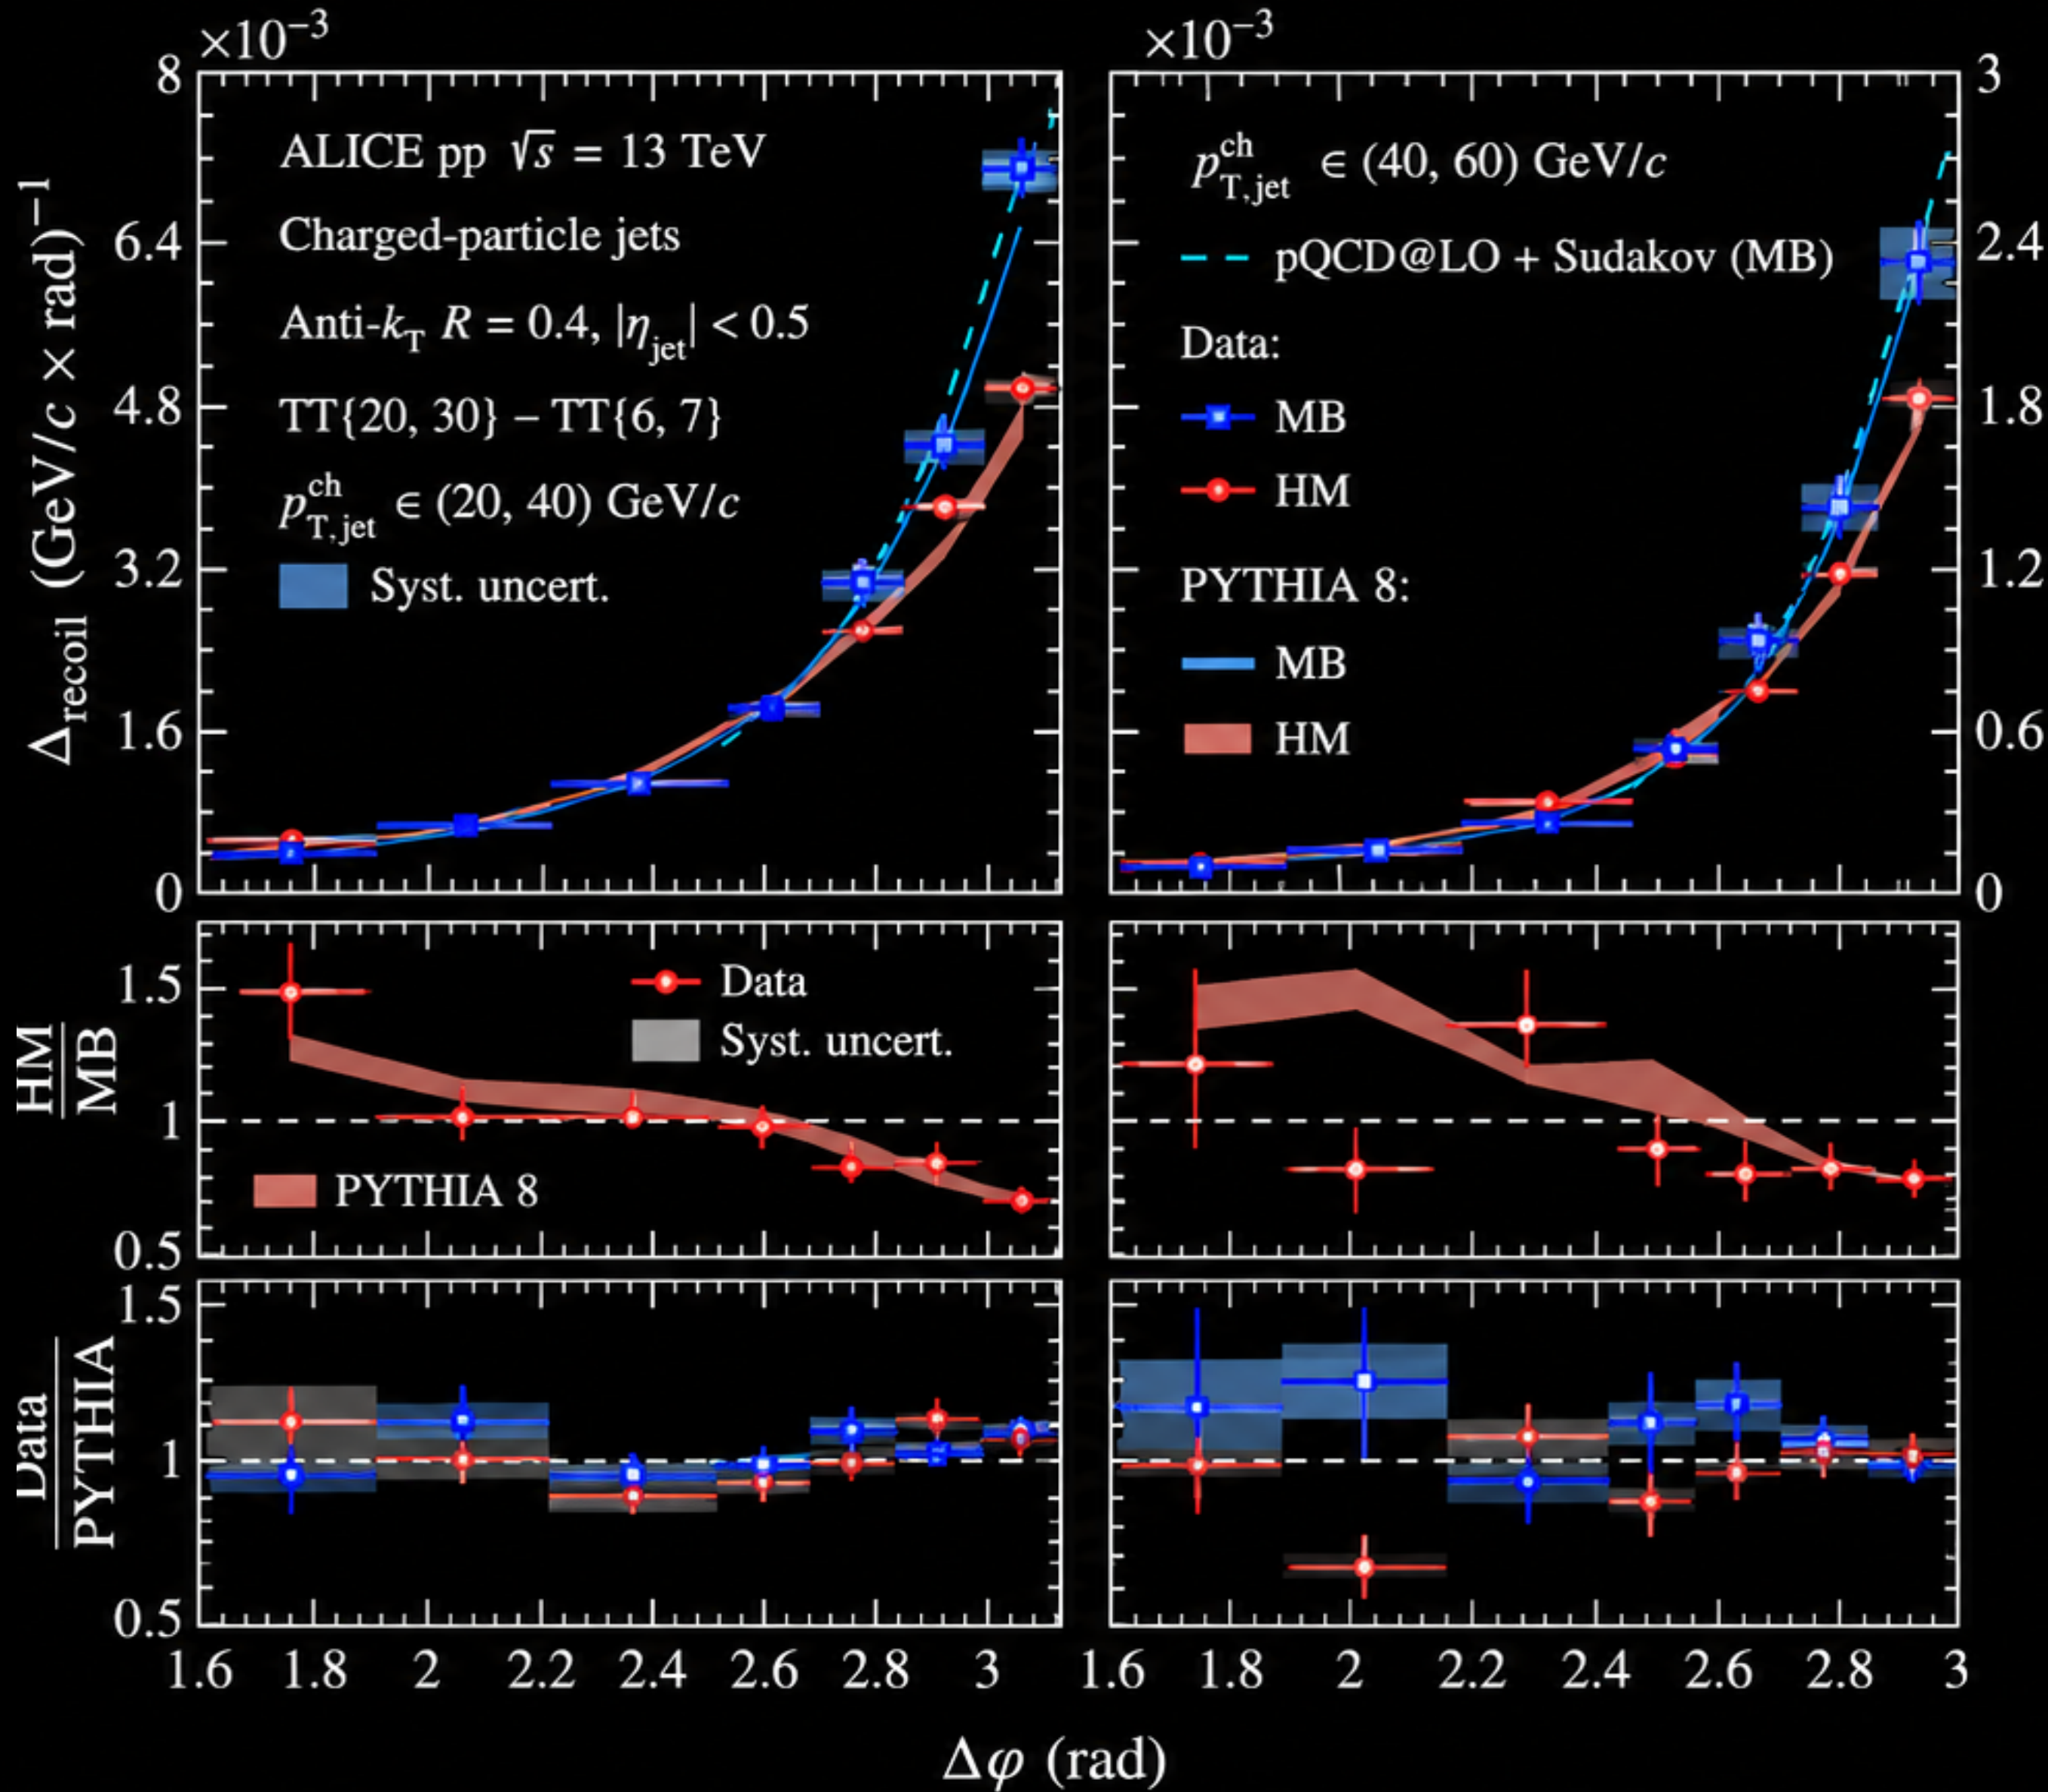 ×10⁻³
×10⁻³
8
6.4
4.8
3.2
1.6
0
Δrecoil (GeV/c × rad)⁻¹
ALICE pp √s = 13 TeV
Charged-particle jets
Anti-kT R = 0.4, |ηjet| < 0.5
TT{20, 30} – TT{6, 7}
p^ch_T,jet ∈ (20, 40) GeV/c
Syst. uncert.
p^ch_T,jet ∈ (40, 60) GeV/c
pQCD@LO + Sudakov (MB)
Data:
MB
HM
PYTHIA 8:
MB
HM
3
2.4
1.8
1.2
0.6
0
HM
MB
1.5
1
0.5
Data
Syst. uncert.
PYTHIA 8
Data
PYTHIA
1.5
1
0.5
1.6 1.8 2 2.2 2.4 2.6 2.8 3
1.6 1.8 2 2.2 2.4 2.6 2.8 3
Δφ (rad)